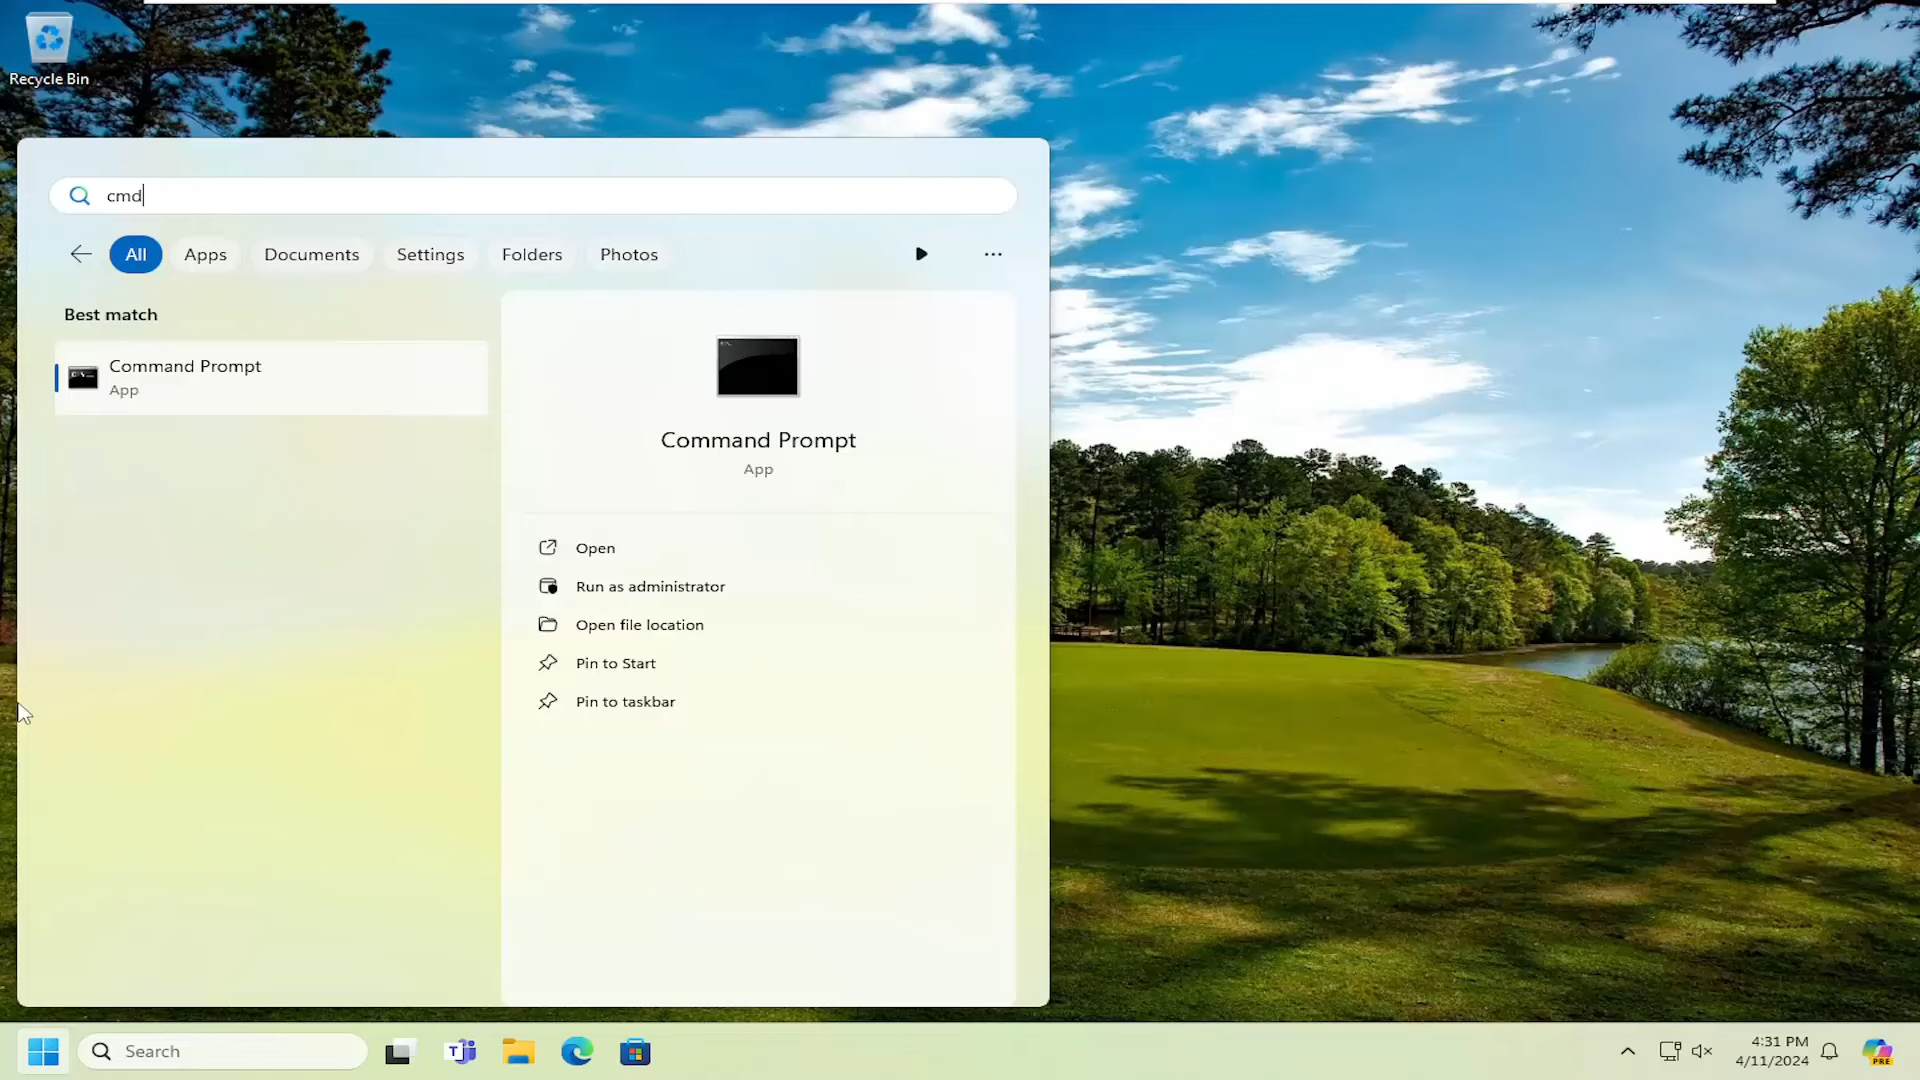 Recycle Bin
cmd
All
Apps
Documents
Settings
Folders
Photos
Best match
Command Prompt
App
Command Prompt
App
Open
Run as administrator
Open file location
Pin to Start
Pin to taskbar
Search
4:31 PM
4/11/2024
PRE